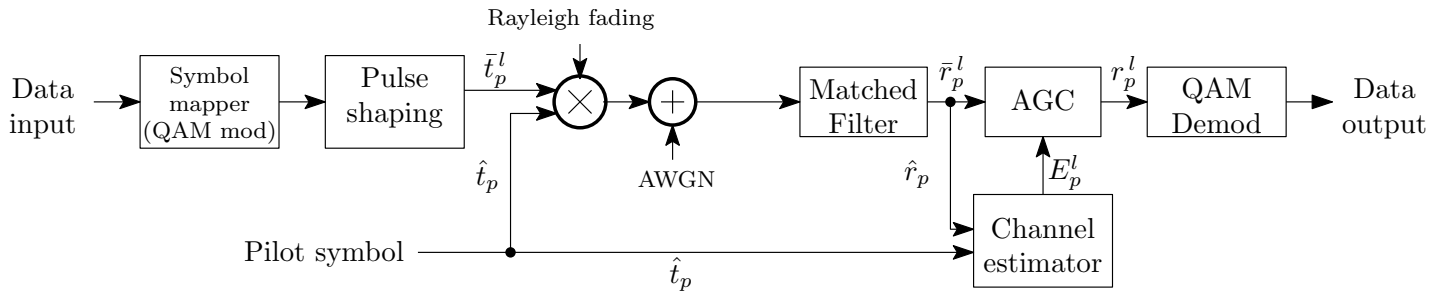 Rayleigh fading
Data
input
Symbol
mapper
(QAM mod)
Pulse
shaping
t̄_p^l
×
+
AWGN
Matched
Filter
r̄_p^l
AGC
r_p^l
QAM
Demod
Data
output
t̂_p
r̂_p
E_p^l
Pilot symbol
t̂_p
Channel
estimator